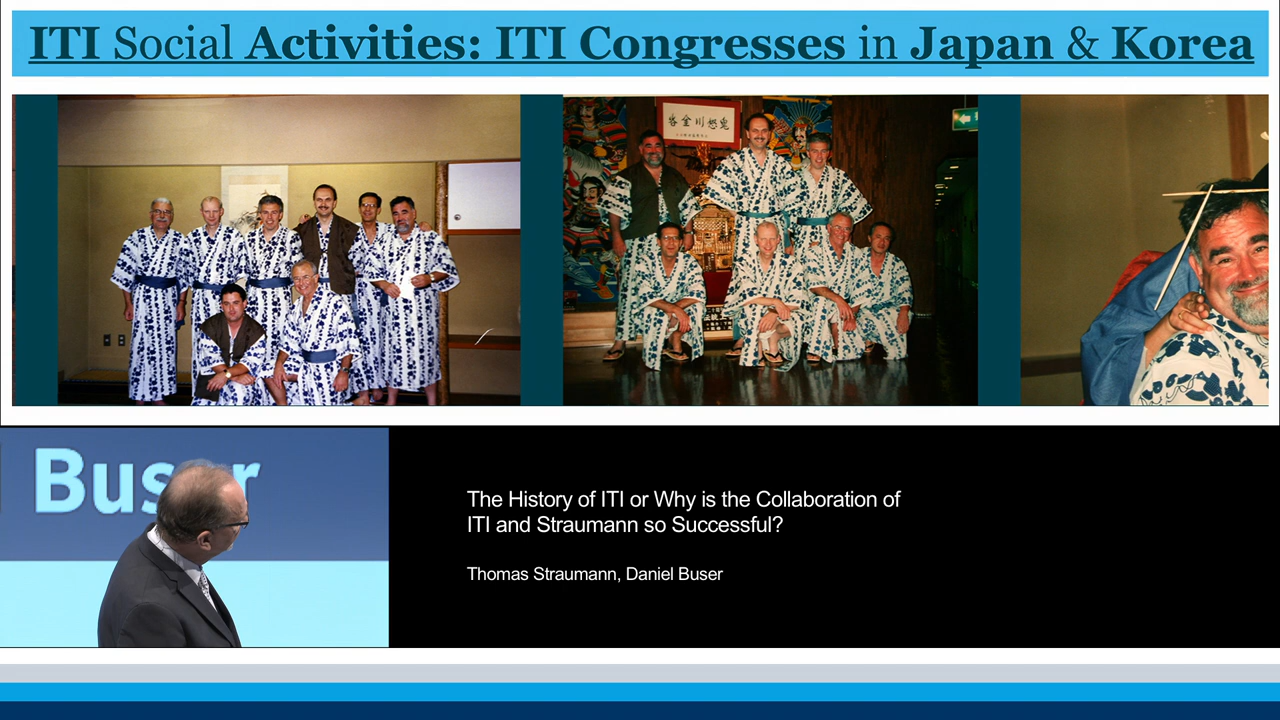 ITI Social Activities: ITI Congresses in Japan & Korea
Buser
The History of ITI or Why is the Collaboration of
ITI and Straumann so Successful?
Thomas Straumann, Daniel Buser